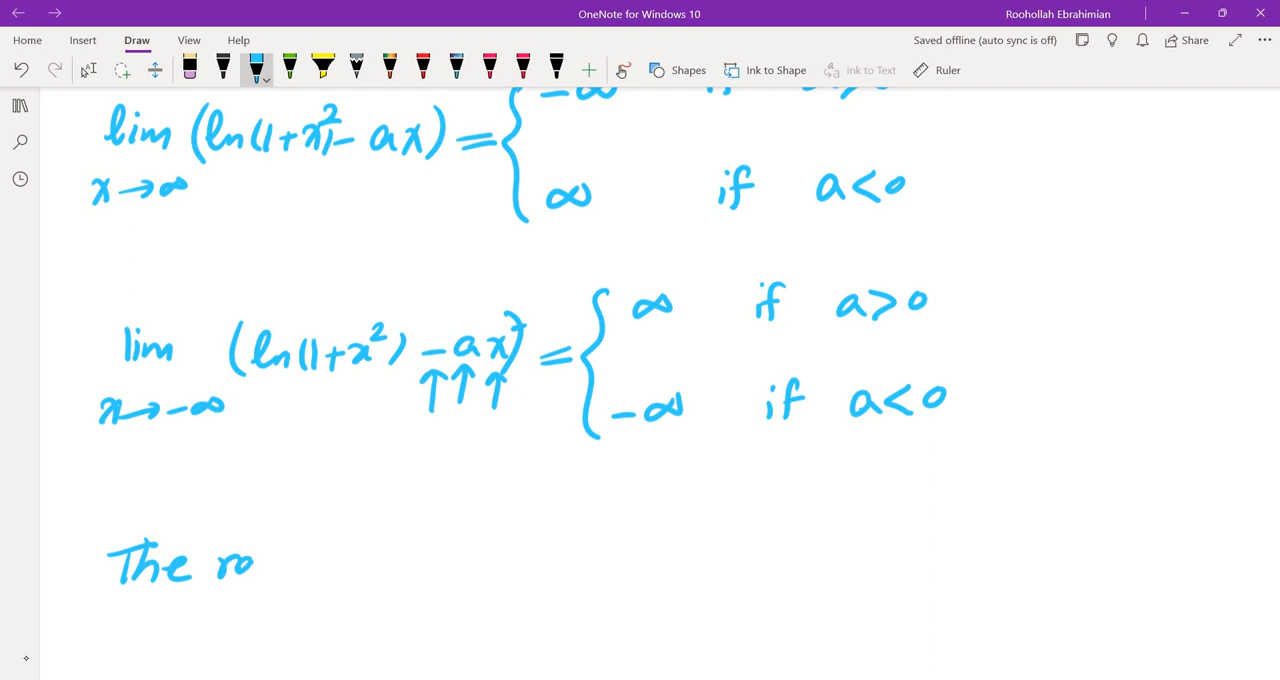 OneNote for Windows 10
Roohollah Ebrahimian
Home Insert Draw View Help
Saved offline (auto sync is off)
Share
Shapes
Ink to Shape
Ink to Text
Ruler
lim (ln(1+x²)- ax) =
x→∞
-∞ if
∞ if a<0
lim (ln(1+x²) -ax) =
x→-∞
∞ if a>0
-∞ if a<0
The ro